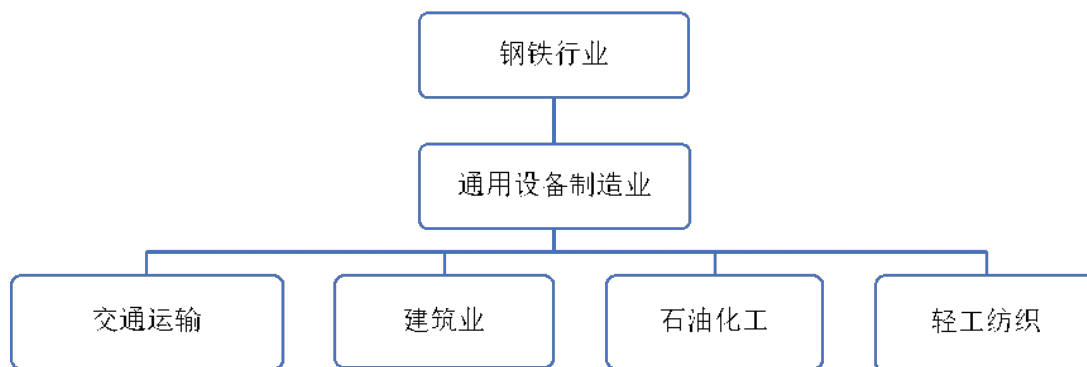 钢铁行业
通用设备制造业
交通运输
建筑业
石油化工
轻工纺织